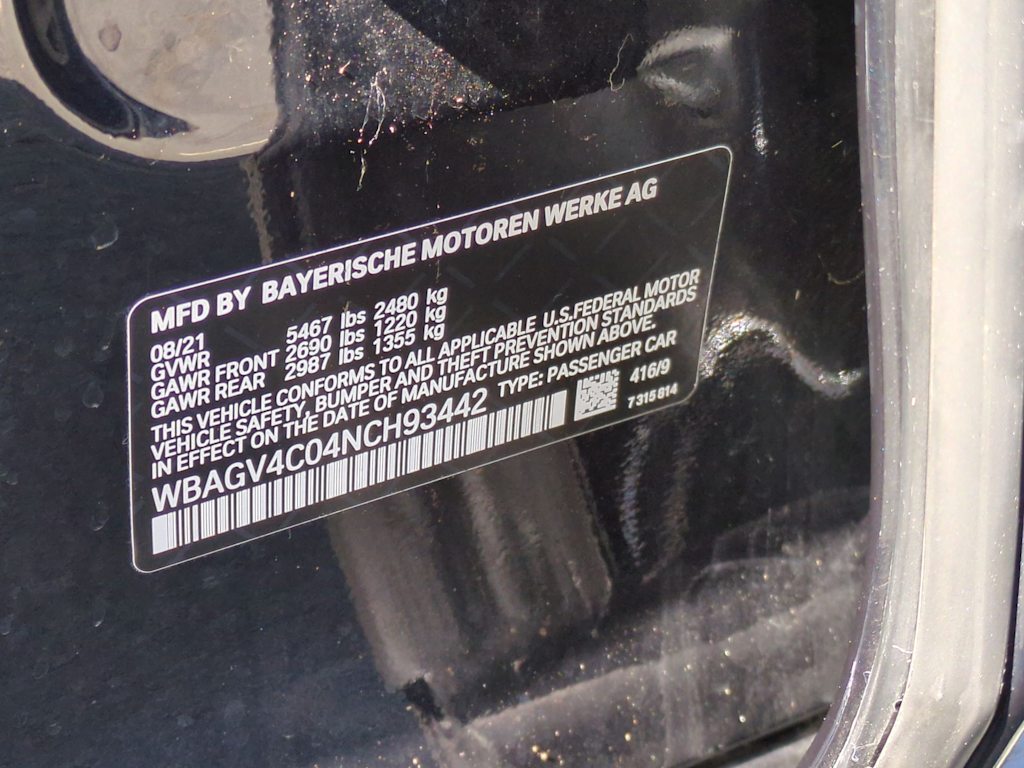 MFD BY BAYERISCHE MOTOREN WERKE AG
08/21
GVWR 5467 lbs 2480 kg
GAWR FRONT 2690 lbs 1220 kg
GAWR REAR 2987 lbs 1355 kg
THIS VEHICLE CONFORMS TO ALL APPLICABLE U.S.FEDERAL MOTOR
VEHICLE SAFETY, BUMPER AND THEFT PREVENTION STANDARDS
IN EFFECT ON THE DATE OF MANUFACTURE SHOWN ABOVE.
WBAGV4C04NCH93442 TYPE: PASSENGER CAR
416/9
7 315 814